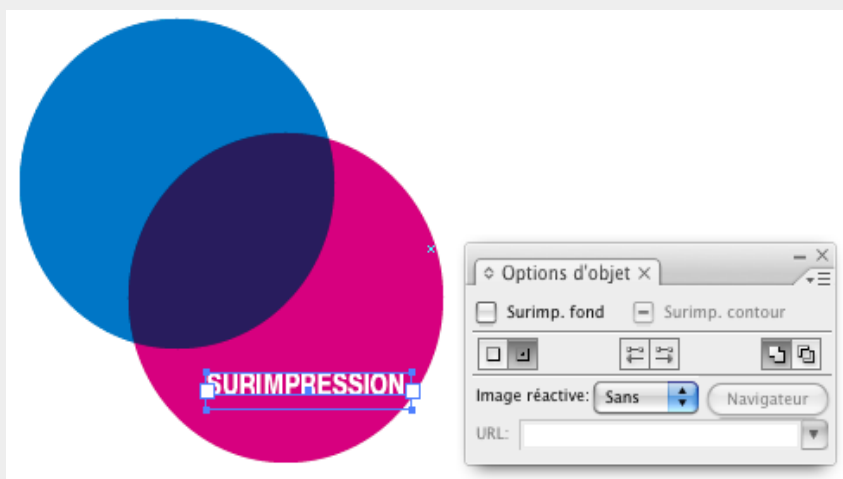 SURIMPRESSION
Options d'objet
Surimp. fond Surimp. contour
Image réactive: Sans Navigateur
URL: